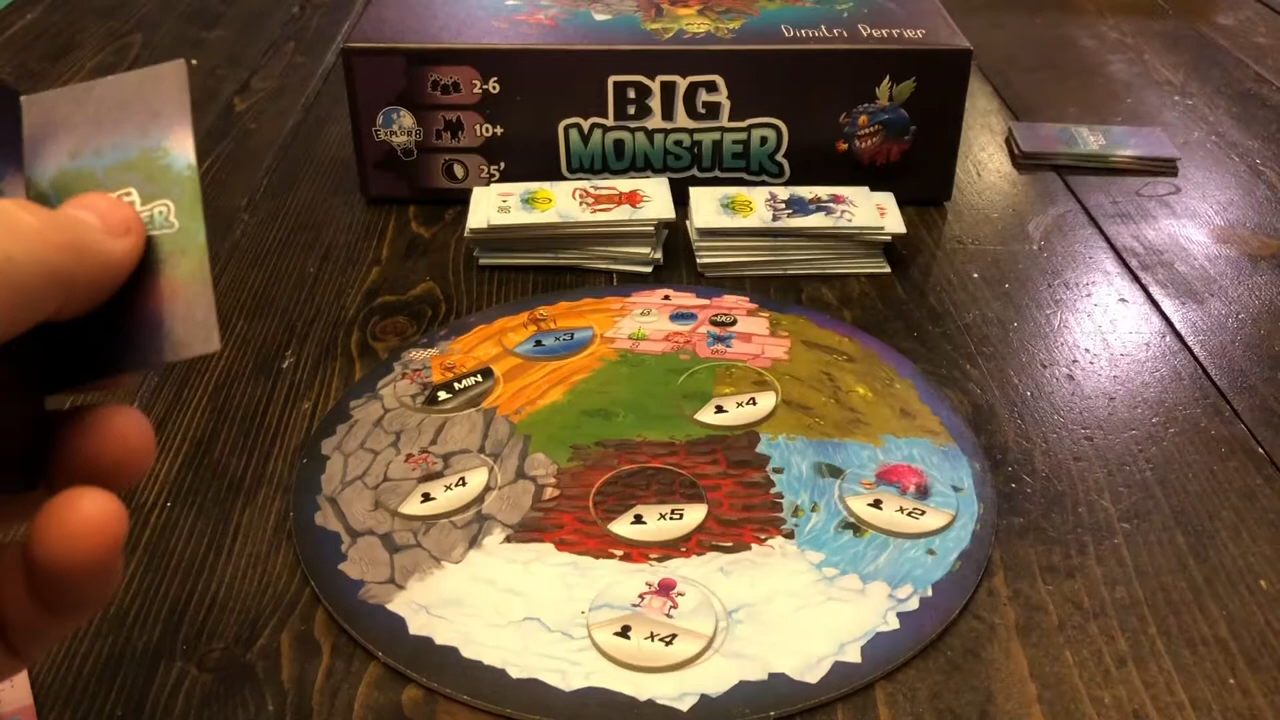 Dimitri Perrier
2-6
EXPLOR8
10+
25'
BIG
MONSTER
x3
MIN
x4
x4
x5
x2
x4